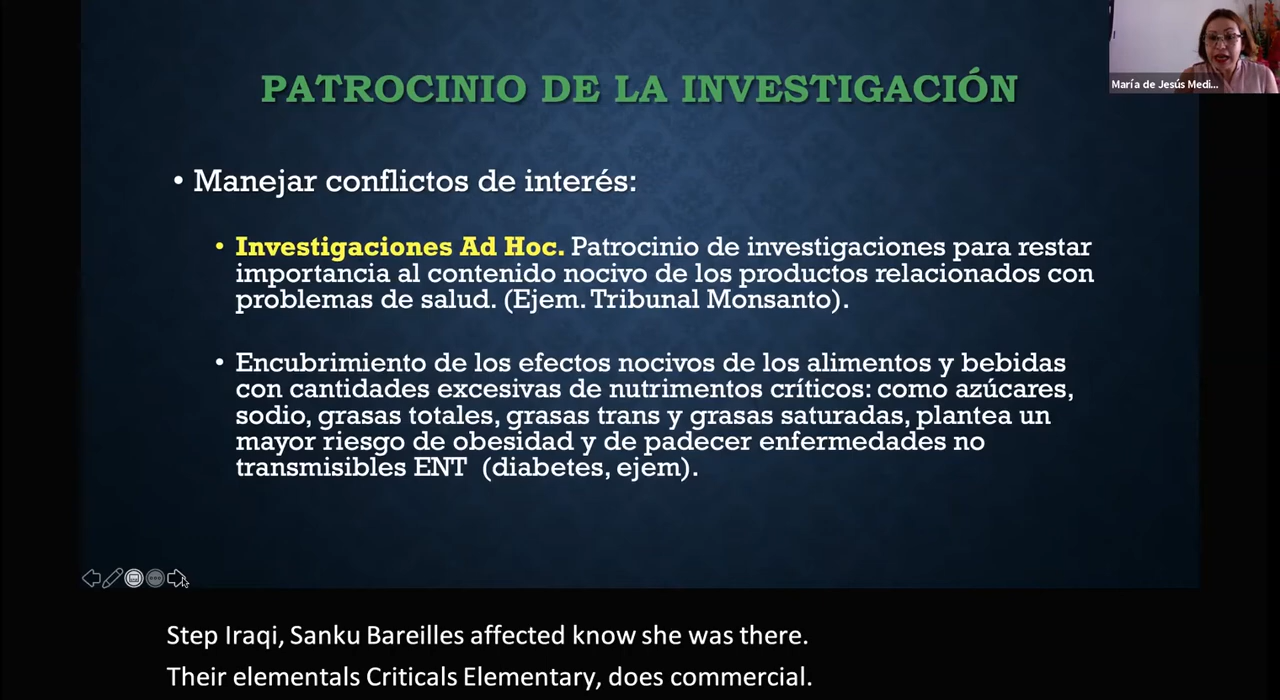 PATROCINIO DE LA INVESTIGACIÓN
María de Jesús Medi...
• Manejar conflictos de interés:
• Investigaciones Ad Hoc. Patrocinio de investigaciones para restar
importancia al contenido nocivo de los productos relacionados con
problemas de salud. (Ejem. Tribunal Monsanto).
• Encubrimiento de los efectos nocivos de los alimentos y bebidas
con cantidades excesivas de nutrimentos críticos: como azúcares,
sodio, grasas totales, grasas trans y grasas saturadas, plantea un
mayor riesgo de obesidad y de padecer enfermedades no
transmisibles ENT (diabetes, ejem).
Step Iraqi, Sanku Bareilles affected know she was there.
Their elementals Criticals Elementary, does commercial.